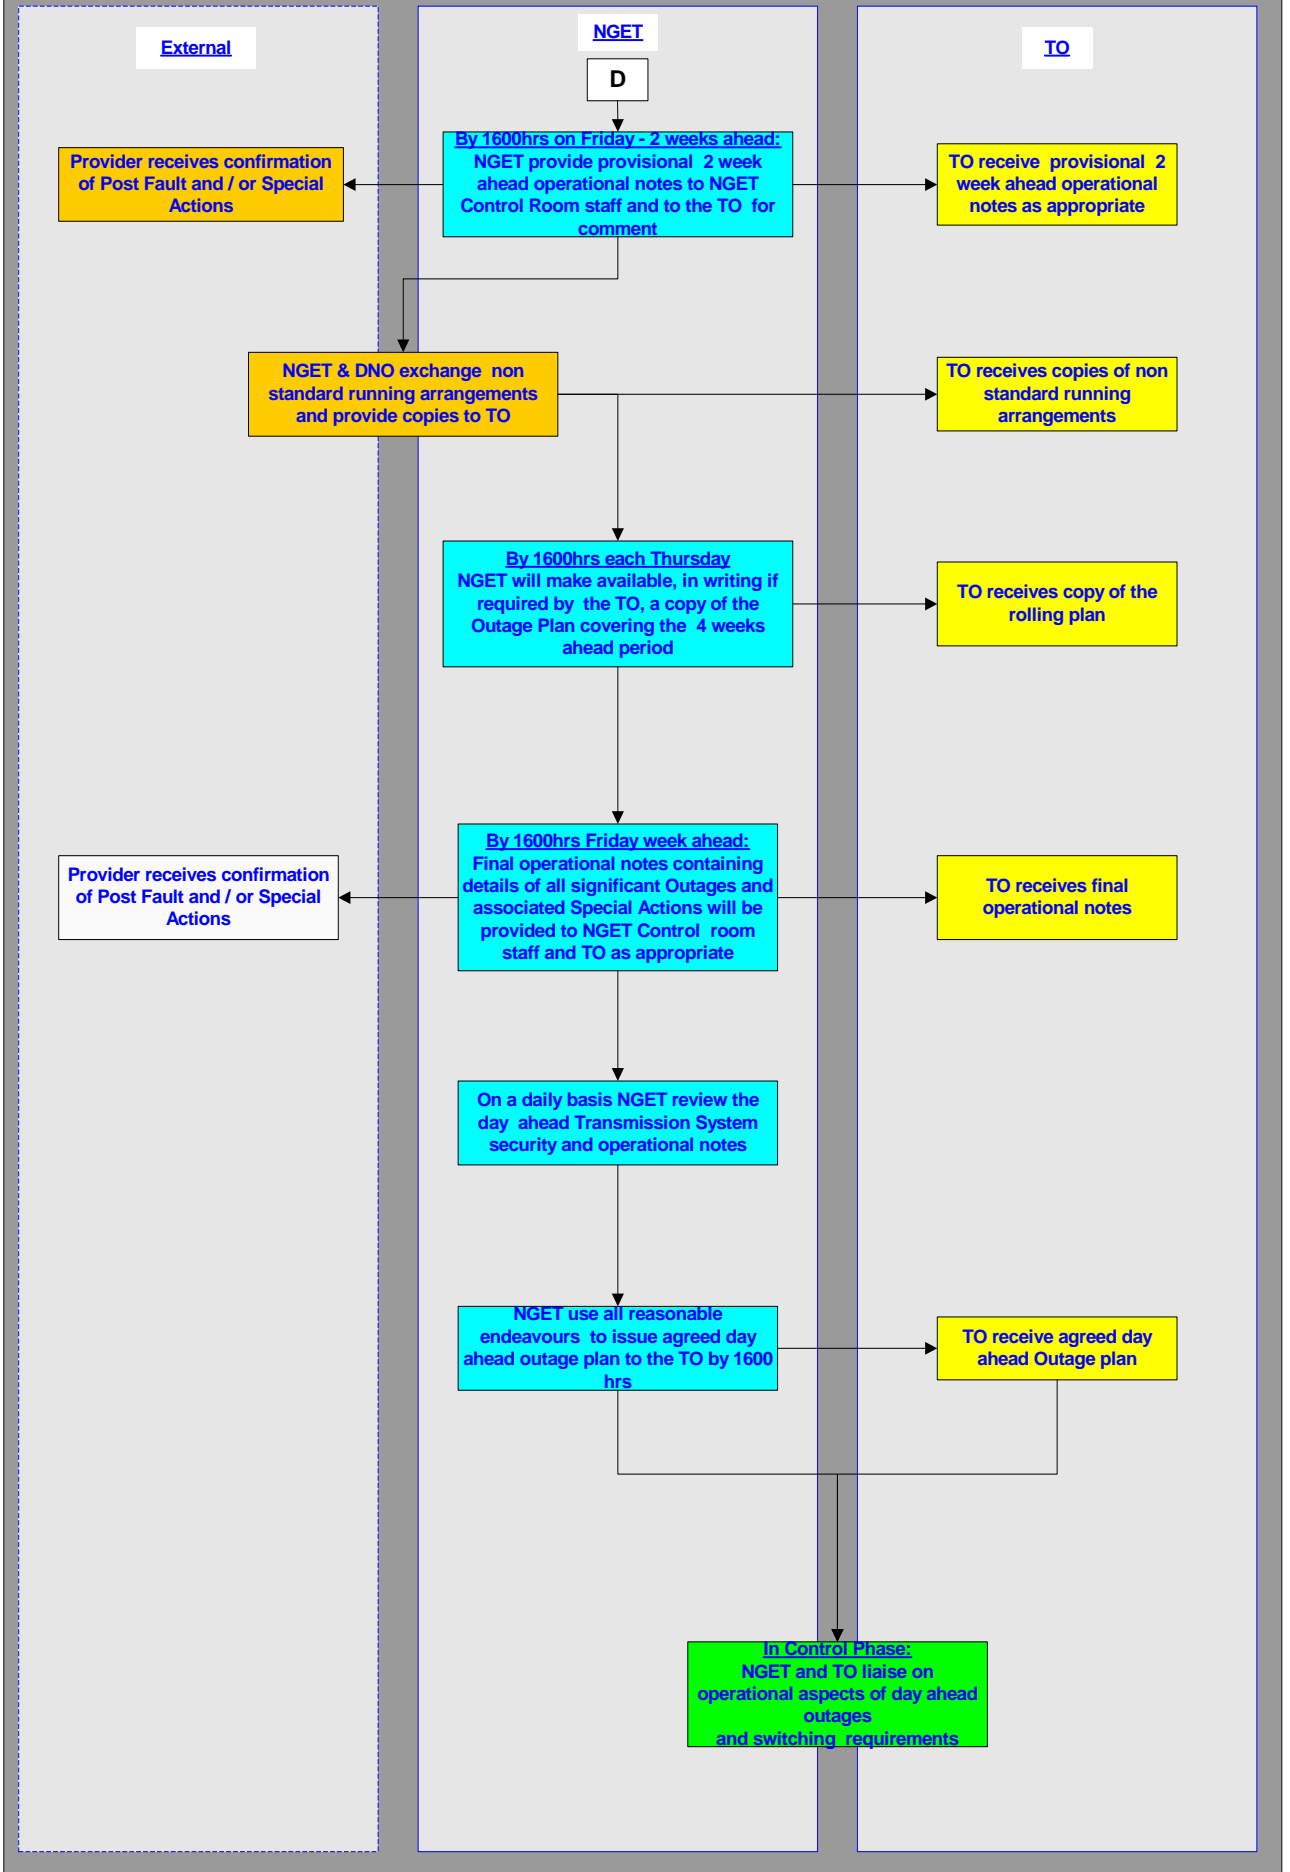 External
NGET
TO
D
By 1600hrs on Friday - 2 weeks ahead:
NGET provide provisional 2 week
ahead operational notes to NGET
Control Room staff and to the TO for
comment
Provider receives confirmation
of Post Fault and / or Special
Actions
TO receive provisional 2
week ahead operational
notes as appropriate
NGET & DNO exchange non
standard running arrangements
and provide copies to TO
TO receives copies of non
standard running
arrangements
By 1600hrs each Thursday
NGET will make available, in writing if
required by the TO, a copy of the
Outage Plan covering the 4 weeks
ahead period
TO receives copy of the
rolling plan
By 1600hrs Friday week ahead:
Final operational notes containing
details of all significant Outages and
associated Special Actions will be
provided to NGET Control room
staff and TO as appropriate
Provider receives confirmation
of Post Fault and / or Special
Actions
TO receives final
operational notes
On a daily basis NGET review the
day ahead Transmission System
security and operational notes
NGET use all reasonable
endeavours to issue agreed day
ahead outage plan to the TO by 1600
hrs
TO receive agreed day
ahead Outage plan
In Control Phase:
NGET and TO liaise on
operational aspects of day ahead
outages
and switching requirements